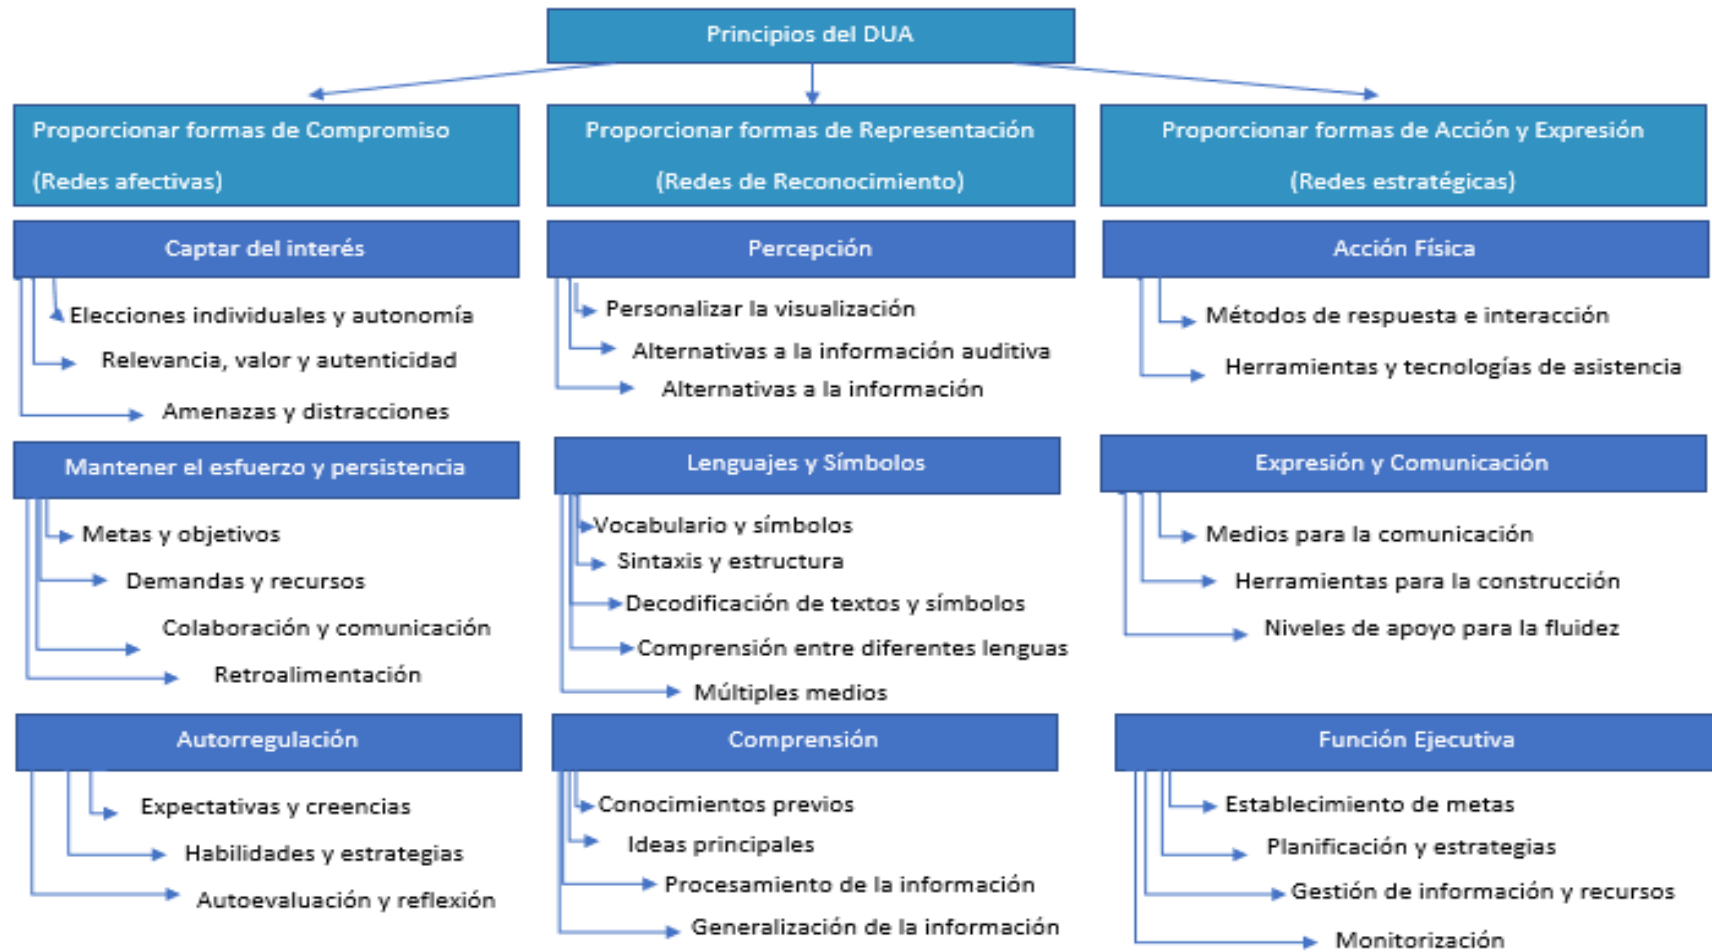 Principios del DUA
Proporcionar formas de Compromiso
(Redes afectivas)
Captar del interés
Elecciones individuales y autonomía
Relevancia, valor y autenticidad
Amenazas y distracciones
Mantener el esfuerzo y persistencia
Metas y objetivos
Demandas y recursos
Colaboración y comunicación
Retroalimentación
Autorregulación
Expectativas y creencias
Habilidades y estrategias
Autoevaluación y reflexión
Proporcionar formas de Representación
(Redes de Reconocimiento)
Percepción
Personalizar la visualización
Alternativas a la información auditiva
Alternativas a la información
Lenguajes y Símbolos
Vocabulario y símbolos
Sintaxis y estructura
Decodificación de textos y símbolos
Comprensión entre diferentes lenguas
Múltiples medios
Comprensión
Conocimientos previos
Ideas principales
Procesamiento de la información
Generalización de la información
Proporcionar formas de Acción y Expresión
(Redes estratégicas)
Acción Física
Métodos de respuesta e interacción
Herramientas y tecnologías de asistencia
Expresión y Comunicación
Medios para la comunicación
Herramientas para la construcción
Niveles de apoyo para la fluidez
Función Ejecutiva
Establecimiento de metas
Planificación y estrategias
Gestión de información y recursos
Monitorización